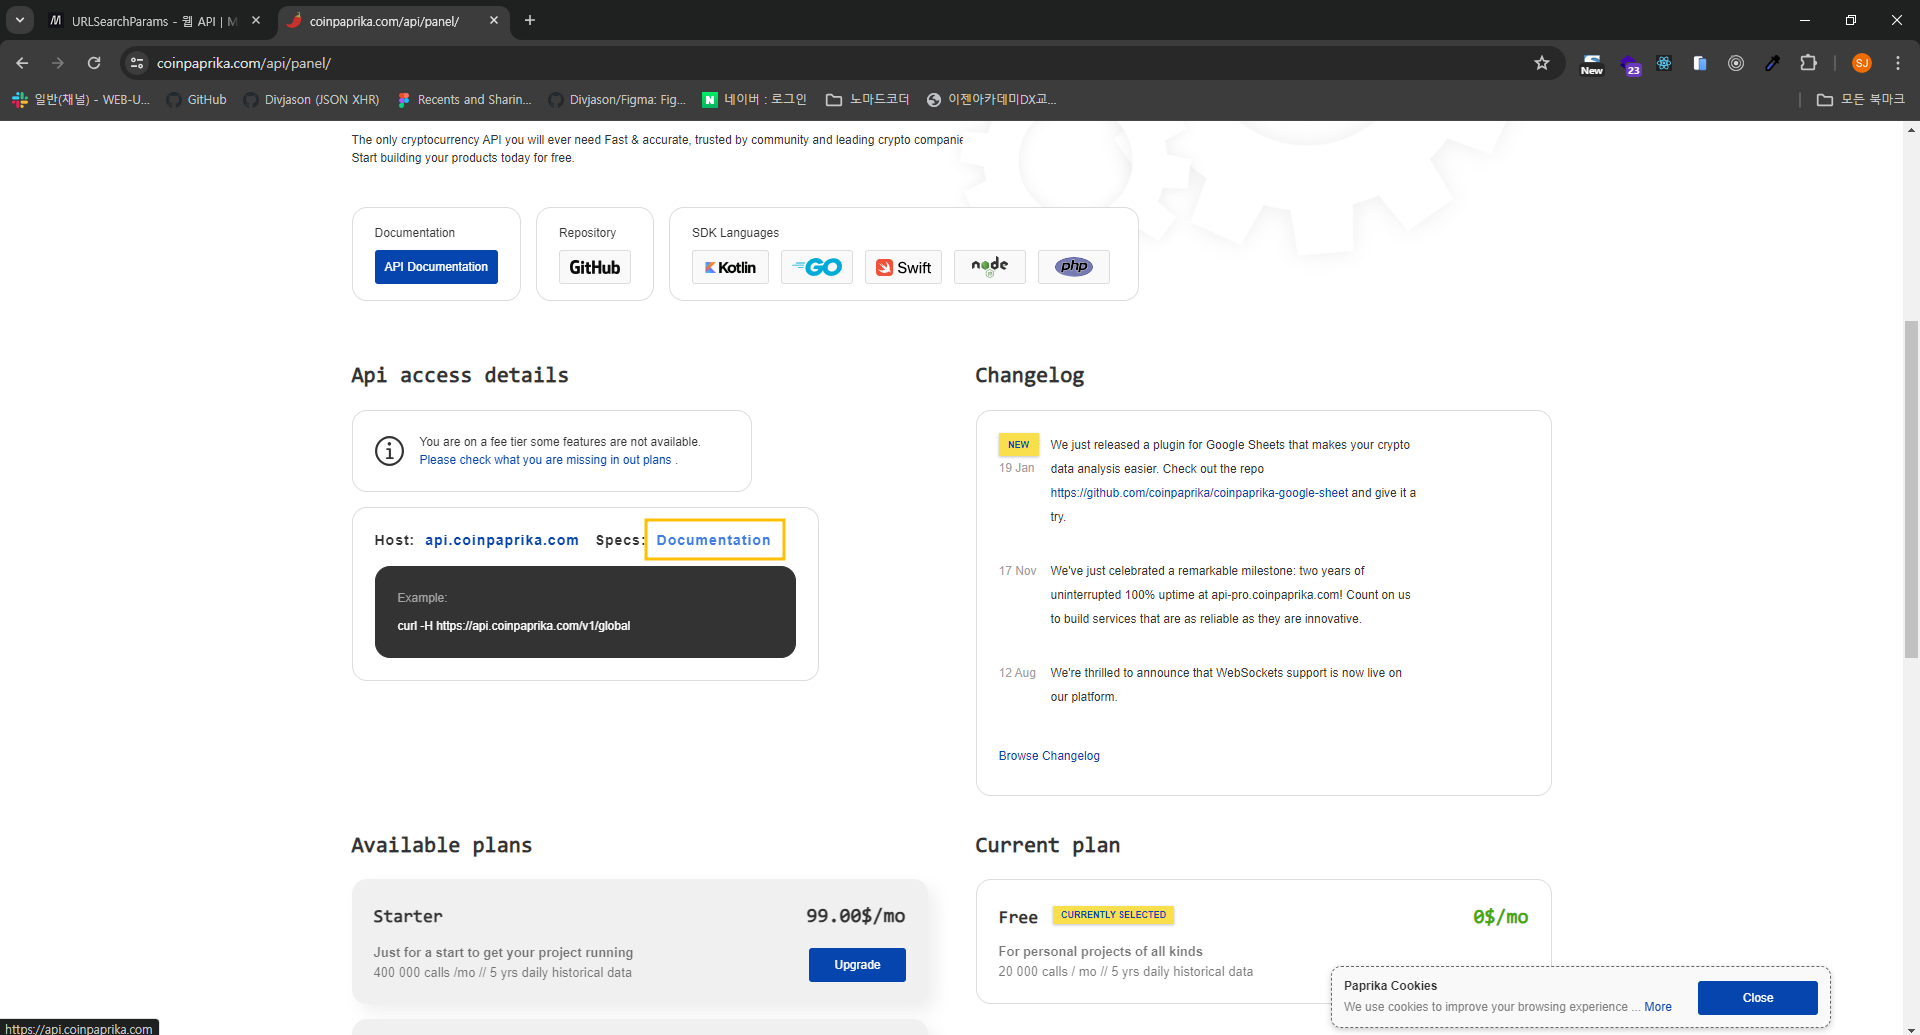 URLSearchParams - 웹 API | M
coinpaprika.com/api/panel/
coinpaprika.com/api/panel/
New
23
SJ
일반(채널) - WEB-U...
GitHub
Divjason (JSON XHR)
Recents and Sharin...
Divjason/Figma: Fig...
N
네이버 : 로그인
노마드코더
이젠아카데미DX교...
모든 북마크
The only cryptocurrency API you will ever need Fast & accurate, trusted by community and leading crypto companie
Start building your products today for free.
Documentation
API Documentation
Repository
GitHub
SDK Languages
Kotlin
GO
Swift
node
php
Api access details
You are on a fee tier some features are not available.
Please check what you are missing in out plans .
Host: api.coinpaprika.com Specs: Documentation
Example:
curl -H https://api.coinpaprika.com/v1/global
Changelog
NEW
19 Jan
We just released a plugin for Google Sheets that makes your crypto
data analysis easier. Check out the repo
https://github.com/coinpaprika/coinpaprika-google-sheet and give it a
try.
17 Nov
We've just celebrated a remarkable milestone: two years of
uninterrupted 100% uptime at api-pro.coinpaprika.com! Count on us
to build services that are as reliable as they are innovative.
12 Aug
We're thrilled to announce that WebSockets support is now live on
our platform.
Browse Changelog
Available plans
Starter
99.00$/mo
Just for a start to get your project running
400 000 calls /mo // 5 yrs daily historical data
Upgrade
Current plan
Free
CURRENTLY SELECTED
0$/mo
For personal projects of all kinds
20 000 calls / mo // 5 yrs daily historical data
Paprika Cookies
We use cookies to improve your browsing experience ... More
Close
https://api.coinpaprika.com